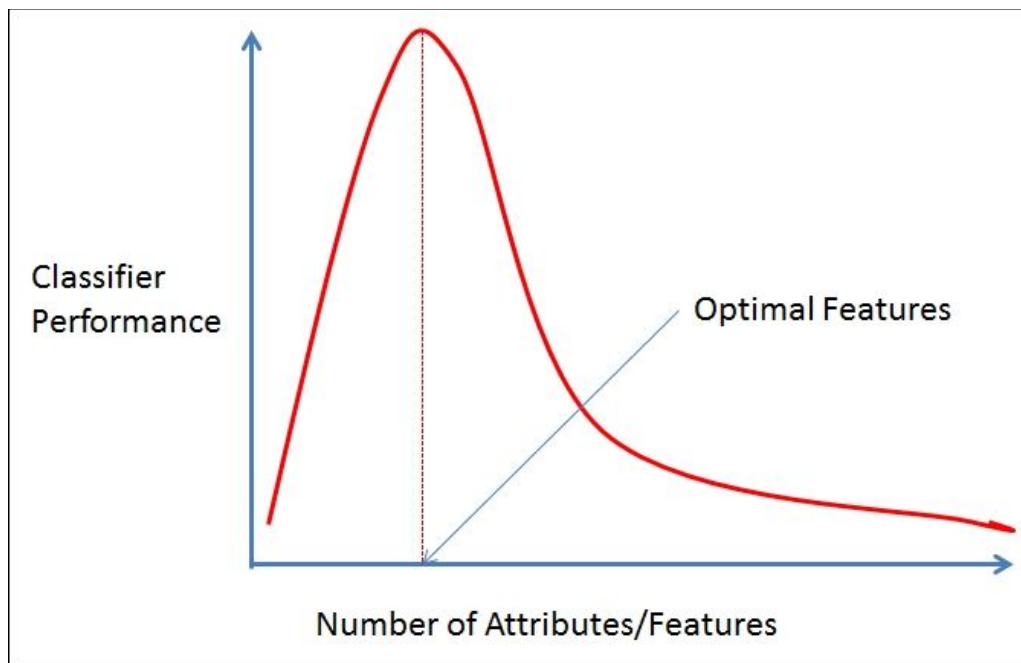 Classifier
Performance
Optimal Features
Number of Attributes/Features